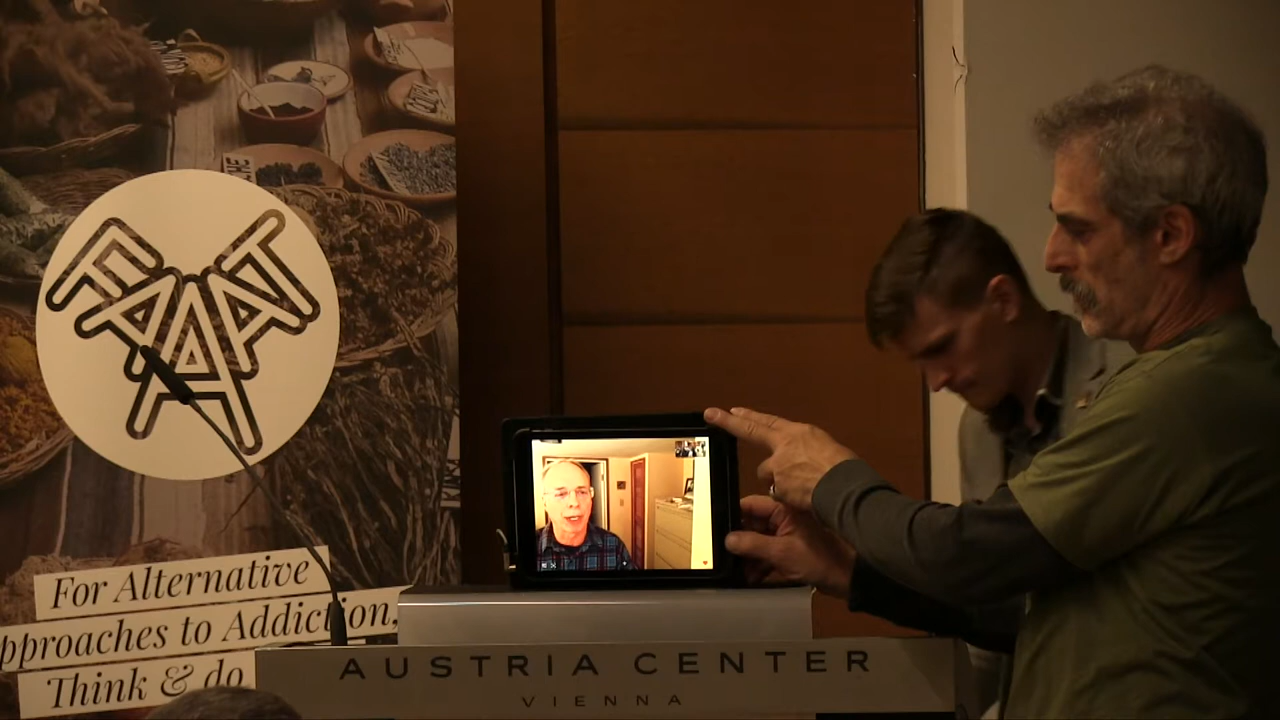 FAAAT
For Alternative
pproaches to Addiction,
Think & do
AUSTRIA CENTER
VIENNA